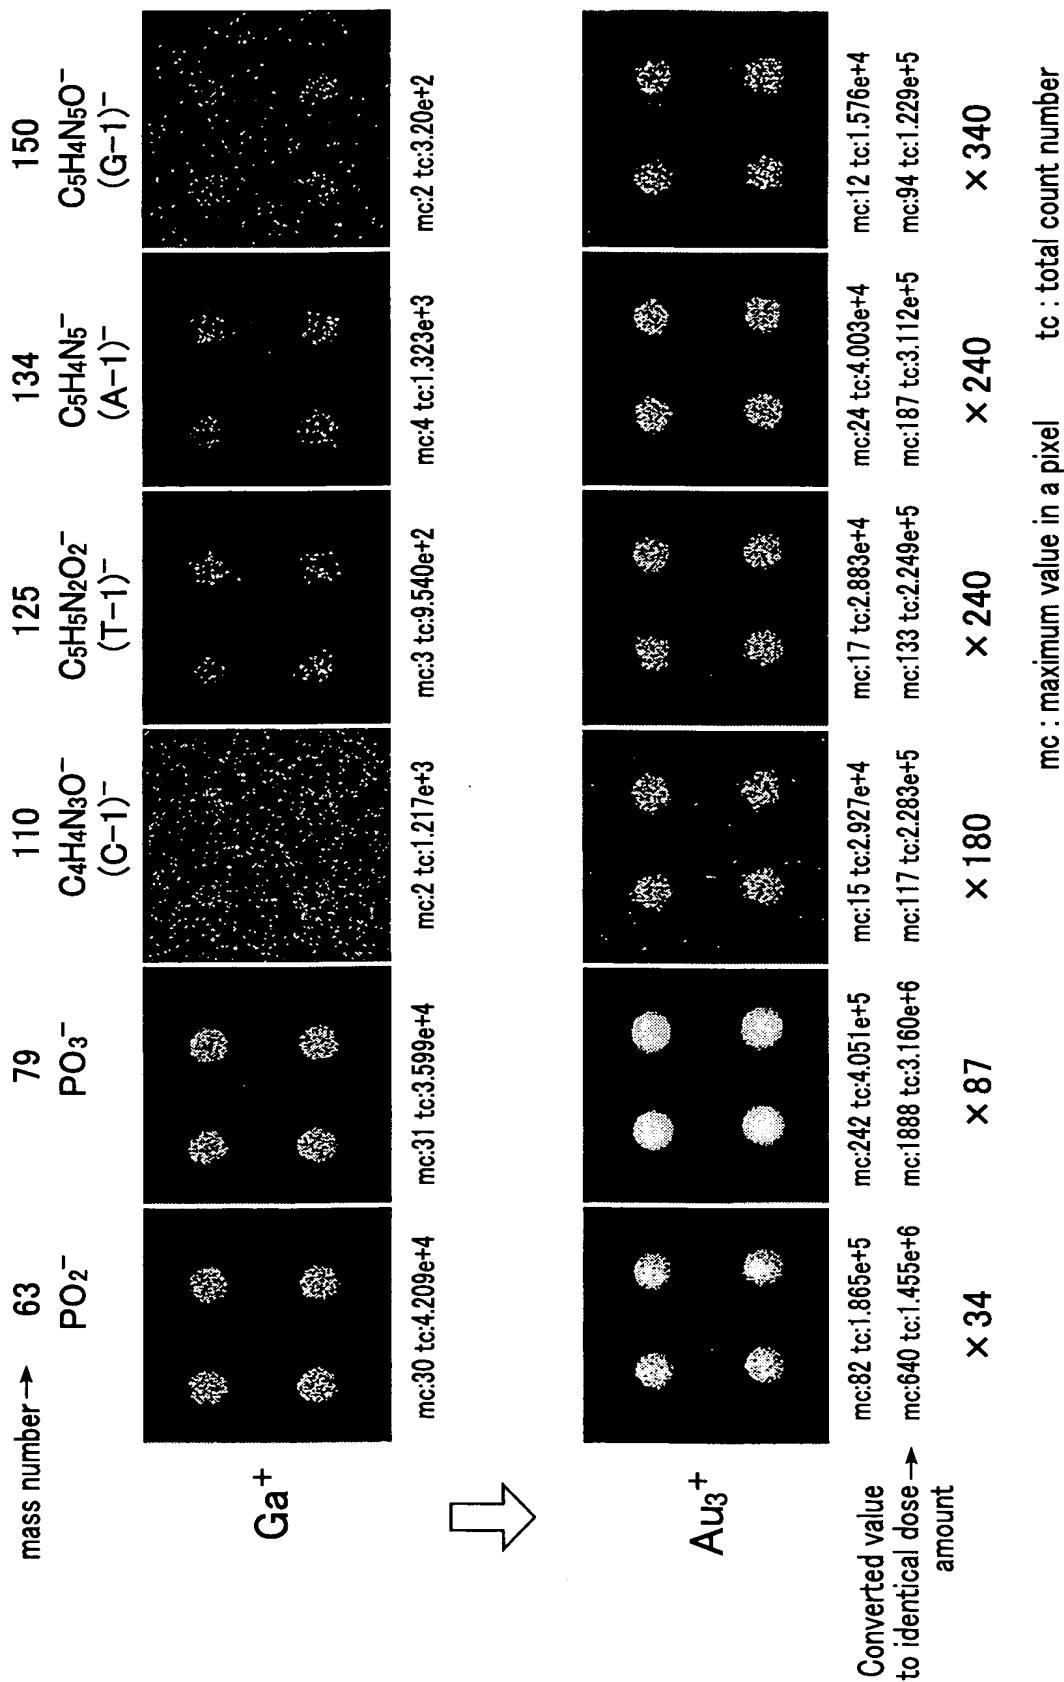 mass number→ 63 79 110 125 134 150
PO₂⁻ PO₃⁻ C₄H₄N₃O⁻ C₅H₅N₂O₂⁻ C₅H₄N₅⁻ C₅H₄N₅O⁻
(C−1)⁻ (T−1)⁻ (A−1)⁻ (G−1)⁻
Ga⁺
mc:30 tc:4.209e+4 mc:31 tc:3.599e+4 mc:2 tc:1.217e+3 mc:3 tc:9.540e+2 mc:4 tc:1.323e+3 mc:2 tc:3.20e+2
Au₃⁺
mc:82 tc:1.865e+5 mc:242 tc:4.051e+5 mc:15 tc:2.927e+4 mc:17 tc:2.883e+4 mc:24 tc:4.003e+4 mc:12 tc:1.576e+4
Converted value
to identical dose→ mc:640 tc:1.455e+6 mc:1888 tc:3.160e+6 mc:117 tc:2.283e+5 mc:133 tc:2.249e+5 mc:187 tc:3.112e+5 mc:94 tc:1.229e+5
amount
×34 ×87 ×180 ×240 ×240 ×340
mc : maximum value in a pixel tc : total count number